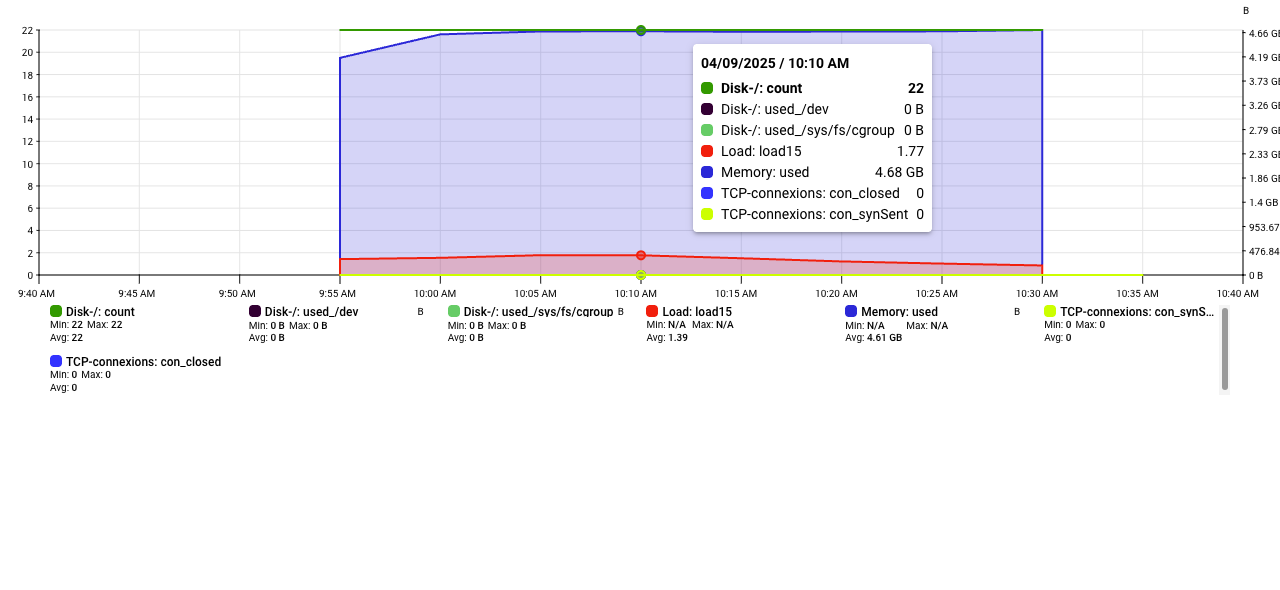 B
22
20
18
16
14
12
10
8
6
4
2
0
4.66 GB
4.19 GB
3.73 GB
3.26 GB
2.79 GB
2.33 GB
1.86 GB
1.4 GB
953.67
476.84
0 B
04/09/2025 / 10:10 AM
Disk-/: count 22
Disk-/: used_/dev 0 B
Disk-/: used_/sys/fs/cgroup 0 B
Load: load15 1.77
Memory: used 4.68 GB
TCP-connexions: con_closed 0
TCP-connexions: con_synSent 0
9:40 AM 9:45 AM 9:50 AM 9:55 AM 10:00 AM 10:05 AM 10:10 AM 10:15 AM 10:20 AM 10:25 AM 10:30 AM 10:35 AM 10:40 AM
Disk-/: count
Min: 22 Max: 22
Avg: 22
Disk-/: used_/dev B
Min: 0 B Max: 0 B
Avg: 0 B
Disk-/: used_/sys/fs/cgroup B
Min: 0 B Max: 0 B
Avg: 0 B
Load: load15
Min: N/A Max: N/A
Avg: 1.39
Memory: used B
Min: N/A Max: N/A
Avg: 4.61 GB
TCP-connexions: con_synS...
Min: 0 Max: 0
Avg: 0
TCP-connexions: con_closed
Min: 0 Max: 0
Avg: 0